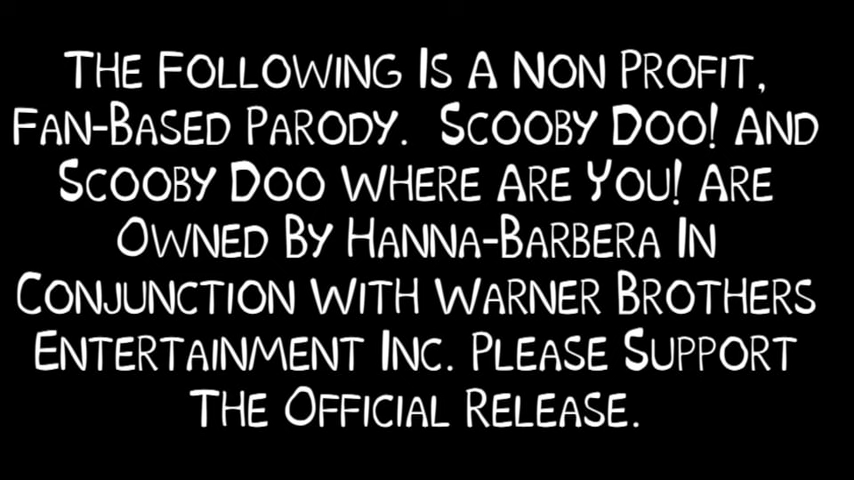 The Following Is A Non Profit,
Fan-Based Parody. Scooby Doo! And
Scooby Doo Where Are You! Are
Owned By Hanna-Barbera In
Conjunction With Warner Brothers
Entertainment Inc. Please Support
The Official Release.